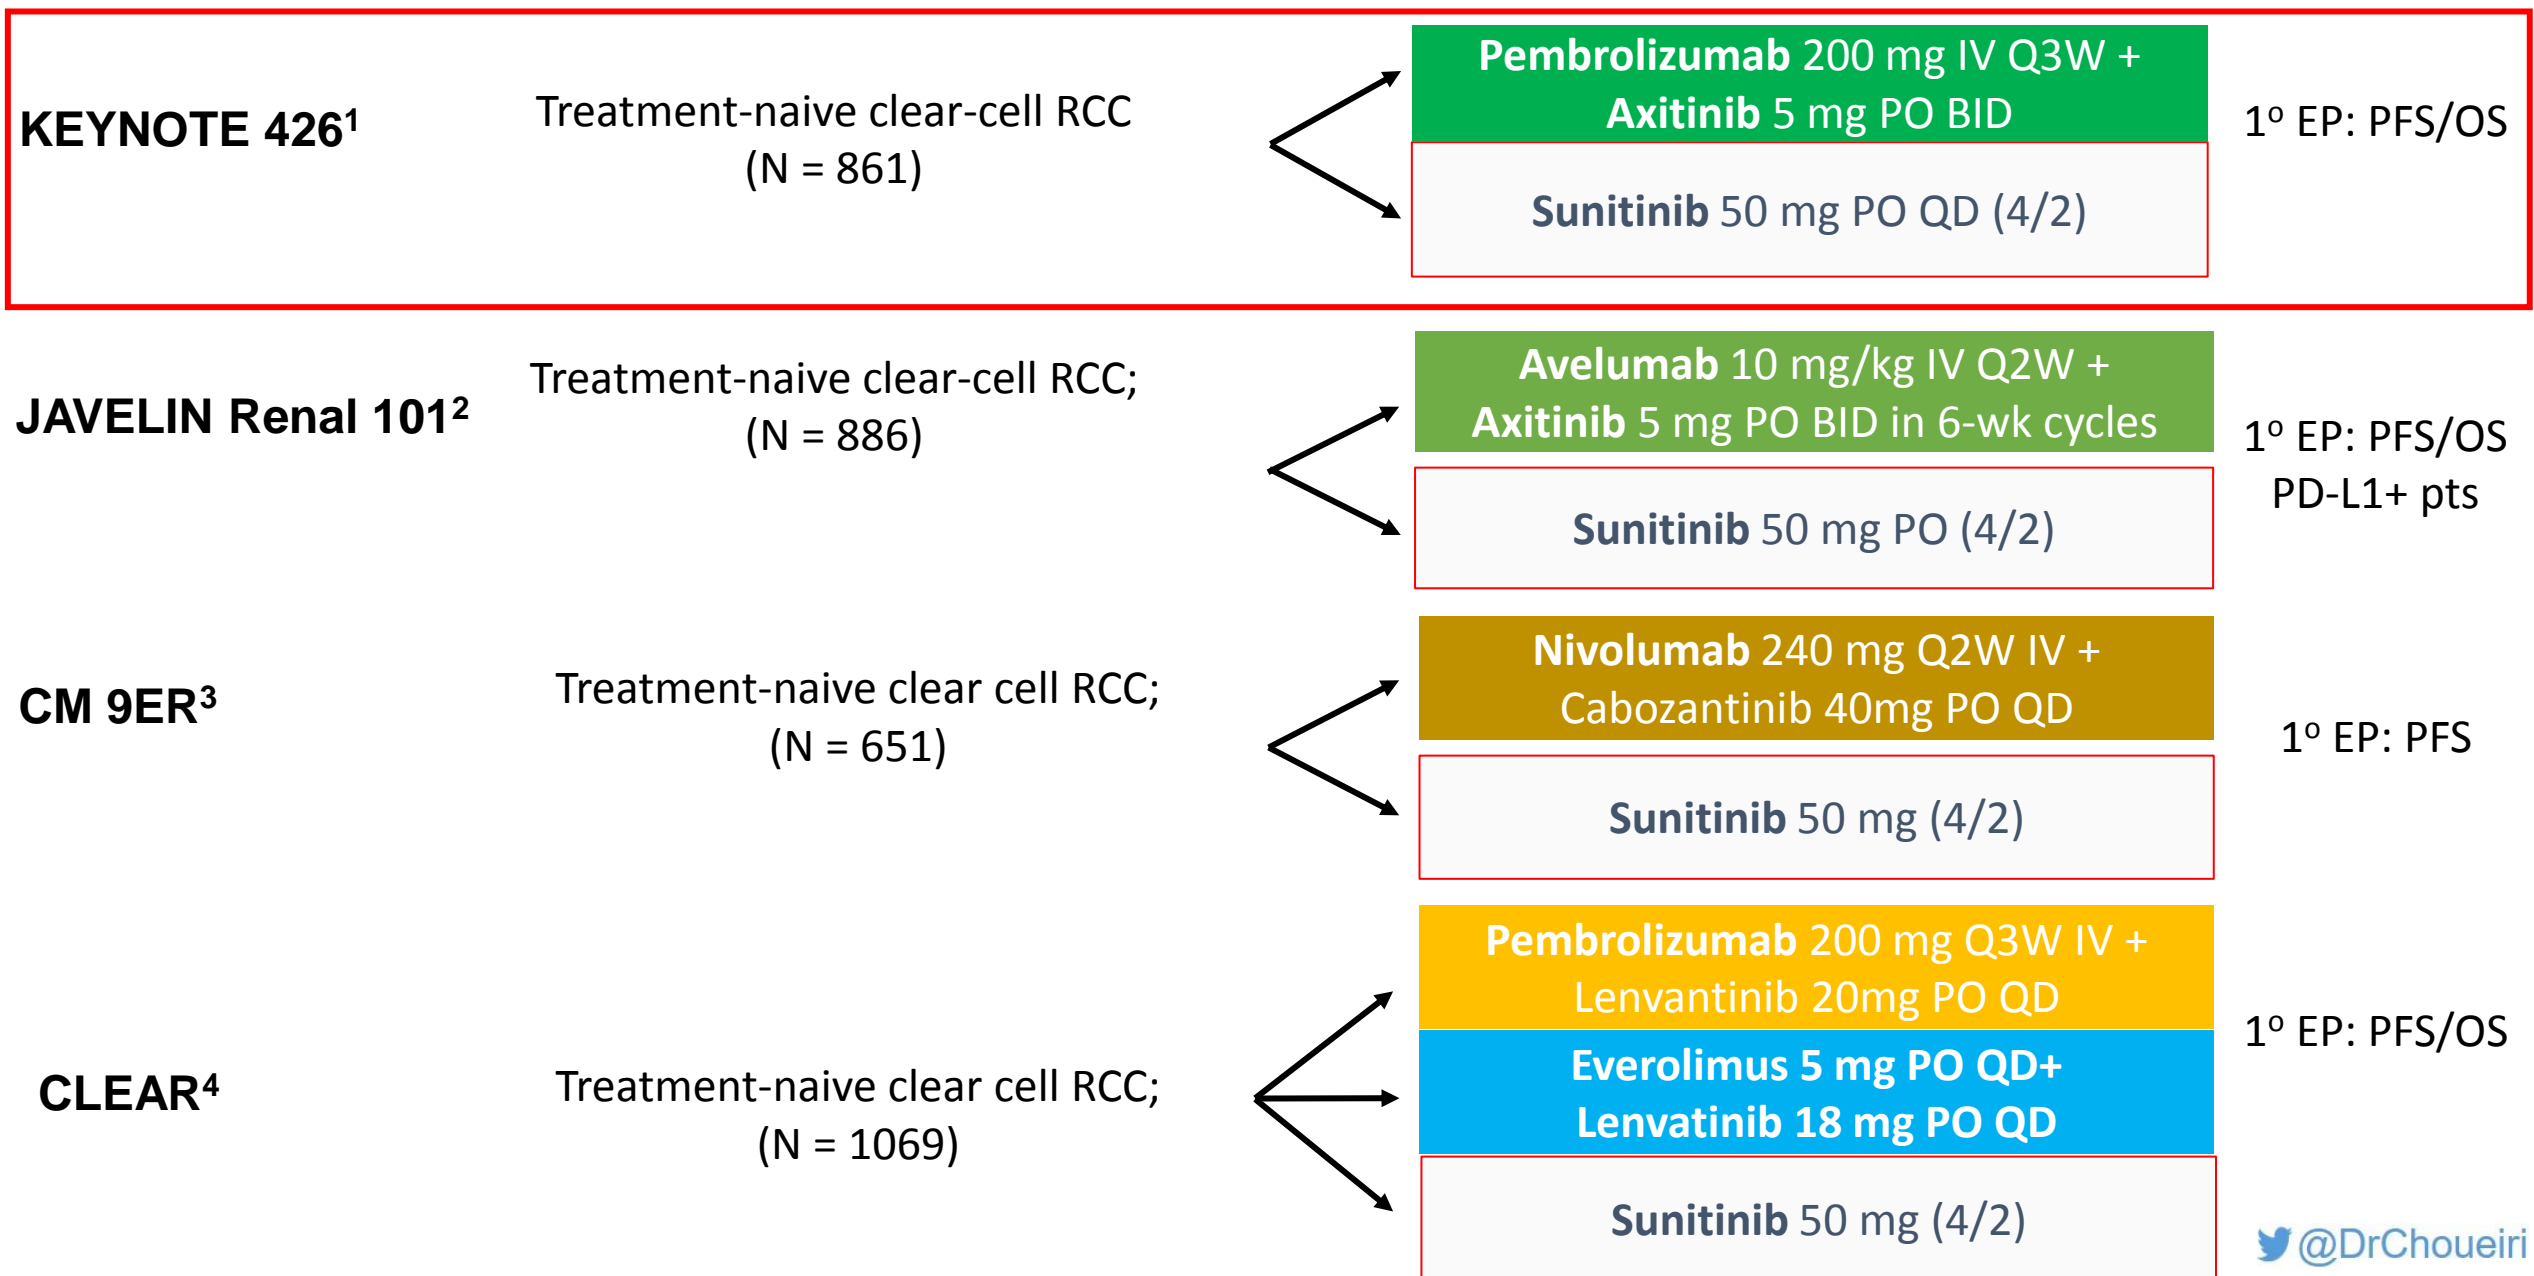 KEYNOTE 426¹
Treatment-naive clear-cell RCC
(N = 861)
Pembrolizumab 200 mg IV Q3W +
Axitinib 5 mg PO BID
Sunitinib 50 mg PO QD (4/2)
1º EP: PFS/OS
JAVELIN Renal 101²
Treatment-naive clear-cell RCC;
(N = 886)
Avelumab 10 mg/kg IV Q2W +
Axitinib 5 mg PO BID in 6-wk cycles
Sunitinib 50 mg PO (4/2)
1º EP: PFS/OS
PD-L1+ pts
CM 9ER³
Treatment-naive clear cell RCC;
(N = 651)
Nivolumab 240 mg Q2W IV +
Cabozantinib 40mg PO QD
Sunitinib 50 mg (4/2)
1º EP: PFS
CLEAR⁴
Treatment-naive clear cell RCC;
(N = 1069)
Pembrolizumab 200 mg Q3W IV +
Lenvantinib 20mg PO QD
Everolimus 5 mg PO QD+
Lenvatinib 18 mg PO QD
Sunitinib 50 mg (4/2)
1º EP: PFS/OS
@DrChoueiri